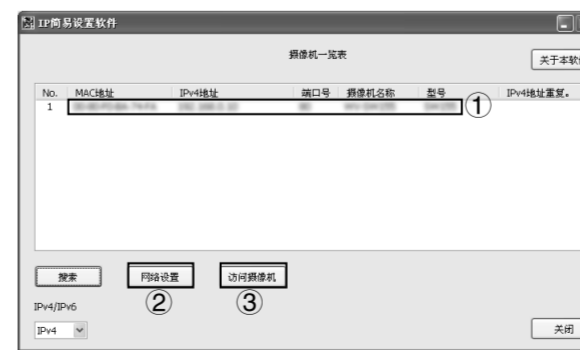 IP简易设置软件
摄像机一览表
关于本软
No. MAC地址 IPv4地址 端口号 摄像机名称 型号 IPv4地址重复。
1
①
搜索 网络设置 访问摄像机
② ③
IPv4/IPv6
IPv4
关闭